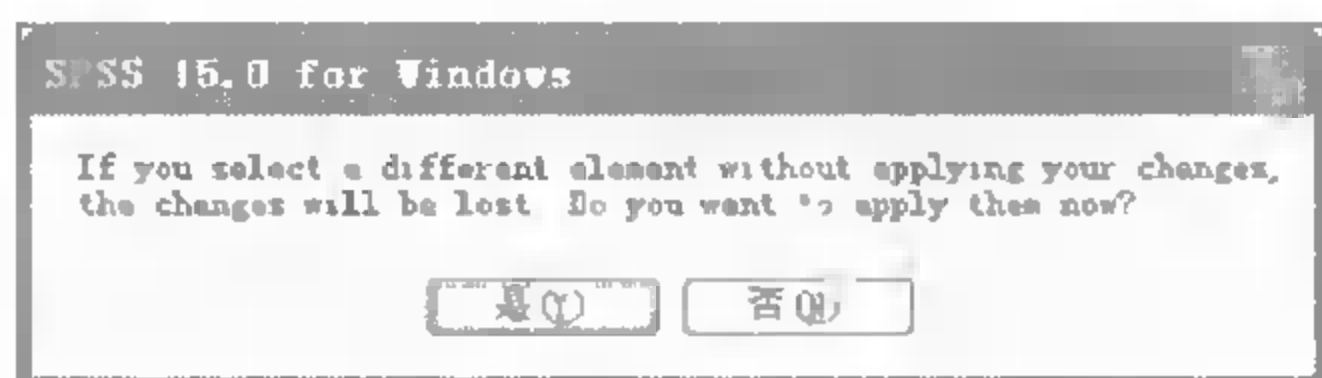 SPSS 15.0 for Windows
If you select a different element without applying your changes,
the changes will be lost Do you want to apply them now?
是(Y) 否(N)